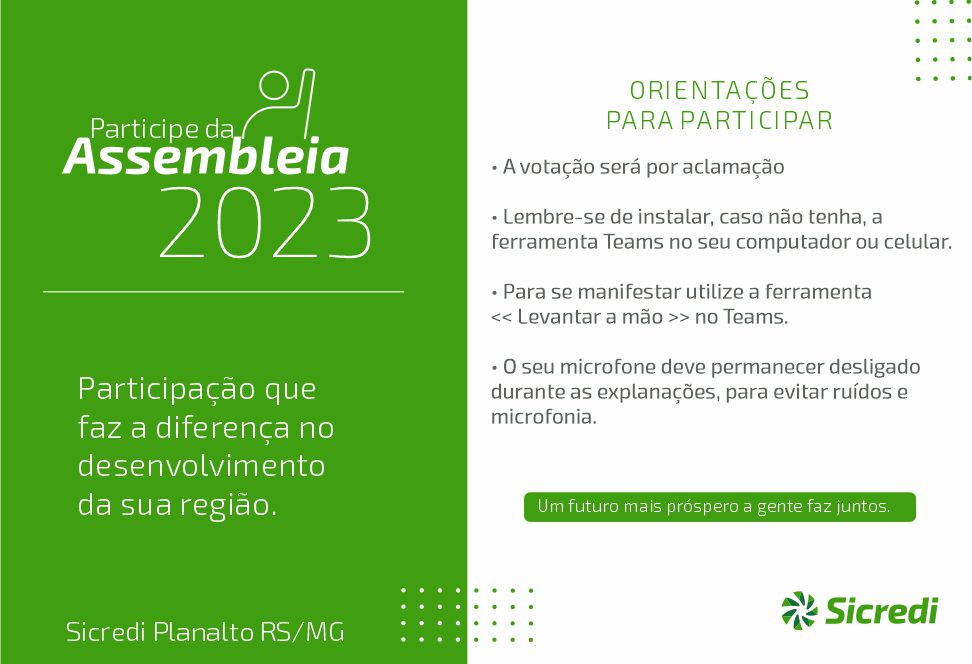 Participe da
Assembleia
2023
Participação que
faz a diferença no
desenvolvimento
da sua região.
Sicredi Planalto RS/MG
ORIENTAÇÕES
PARA PARTICIPAR
• A votação será por aclamação
• Lembre-se de instalar, caso não tenha, a
ferramenta Teams no seu computador ou celular.
• Para se manifestar utilize a ferramenta
<< Levantar a mão >> no Teams.
• O seu microfone deve permanecer desligado
durante as explanações, para evitar ruídos e
microfonia.
Um futuro mais próspero a gente faz juntos.
Sicredi